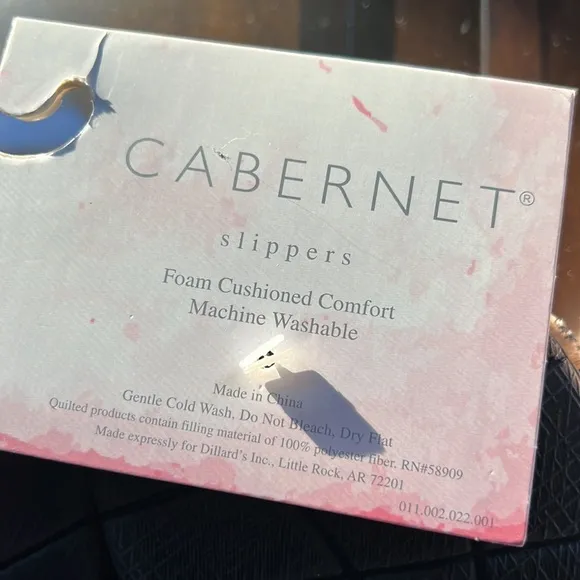 CABERNET®
slippers
Foam Cushioned Comfort
Machine Washable
Made in China
Gentle Cold Wash, Do Not Bleach, Dry Flat
Quilted products contain filling material of 100% polyester fiber. RN#58909
Made expressly for Dillard's Inc., Little Rock, AR 72201
011.002.022.001